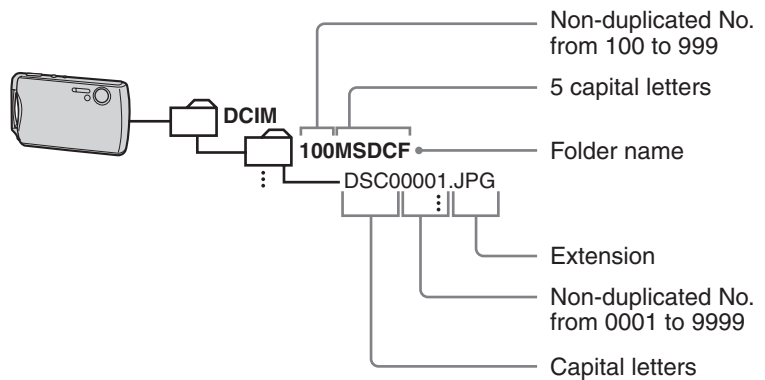 Non-duplicated No.
from 100 to 999
5 capital letters
DCIM
100MSDCF
Folder name
DSC00001.JPG
Extension
Non-duplicated No.
from 0001 to 9999
Capital letters